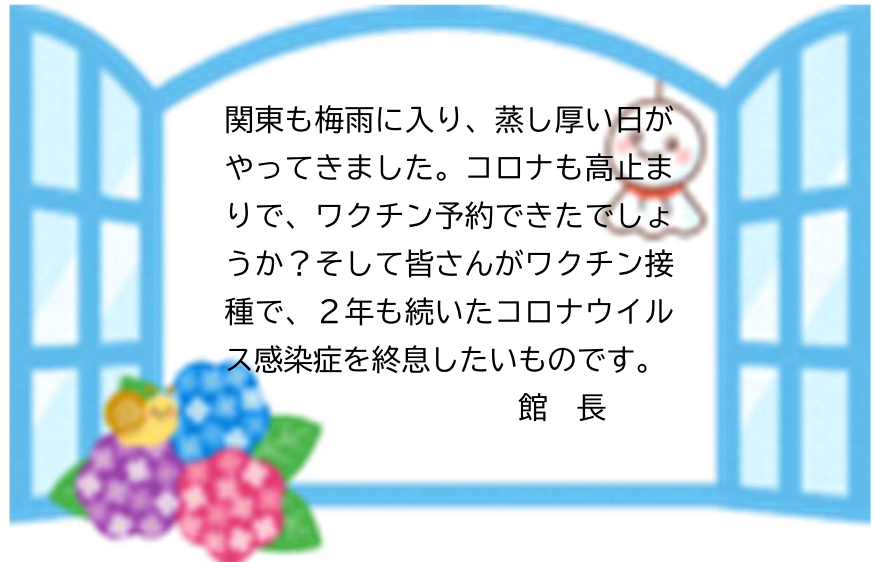 関東も梅雨に入り、蒸し厚い日が
やってきました。コロナも高止ま
りで、ワクチン予約できたでしょ
うか？そして皆さんがワクチン接
種で、２年も続いたコロナウイル
ス感染症を終息したいものです。
館　長